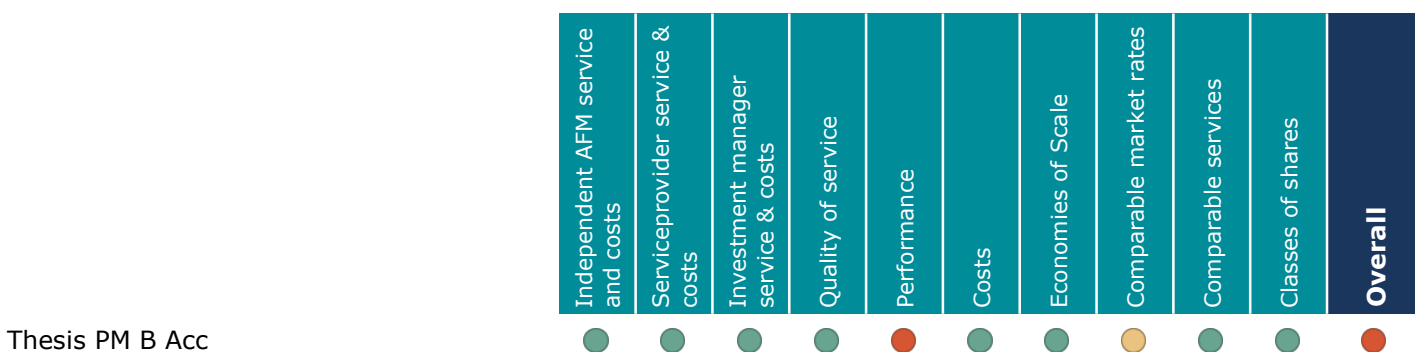 Independent AFM service
and costs
Serviceprovider service &
costs
Investment manager
service & costs
Quality of service
Performance
Costs
Economies of Scale
Comparable market rates
Comparable services
Classes of shares
Overall
Thesis PM B Acc